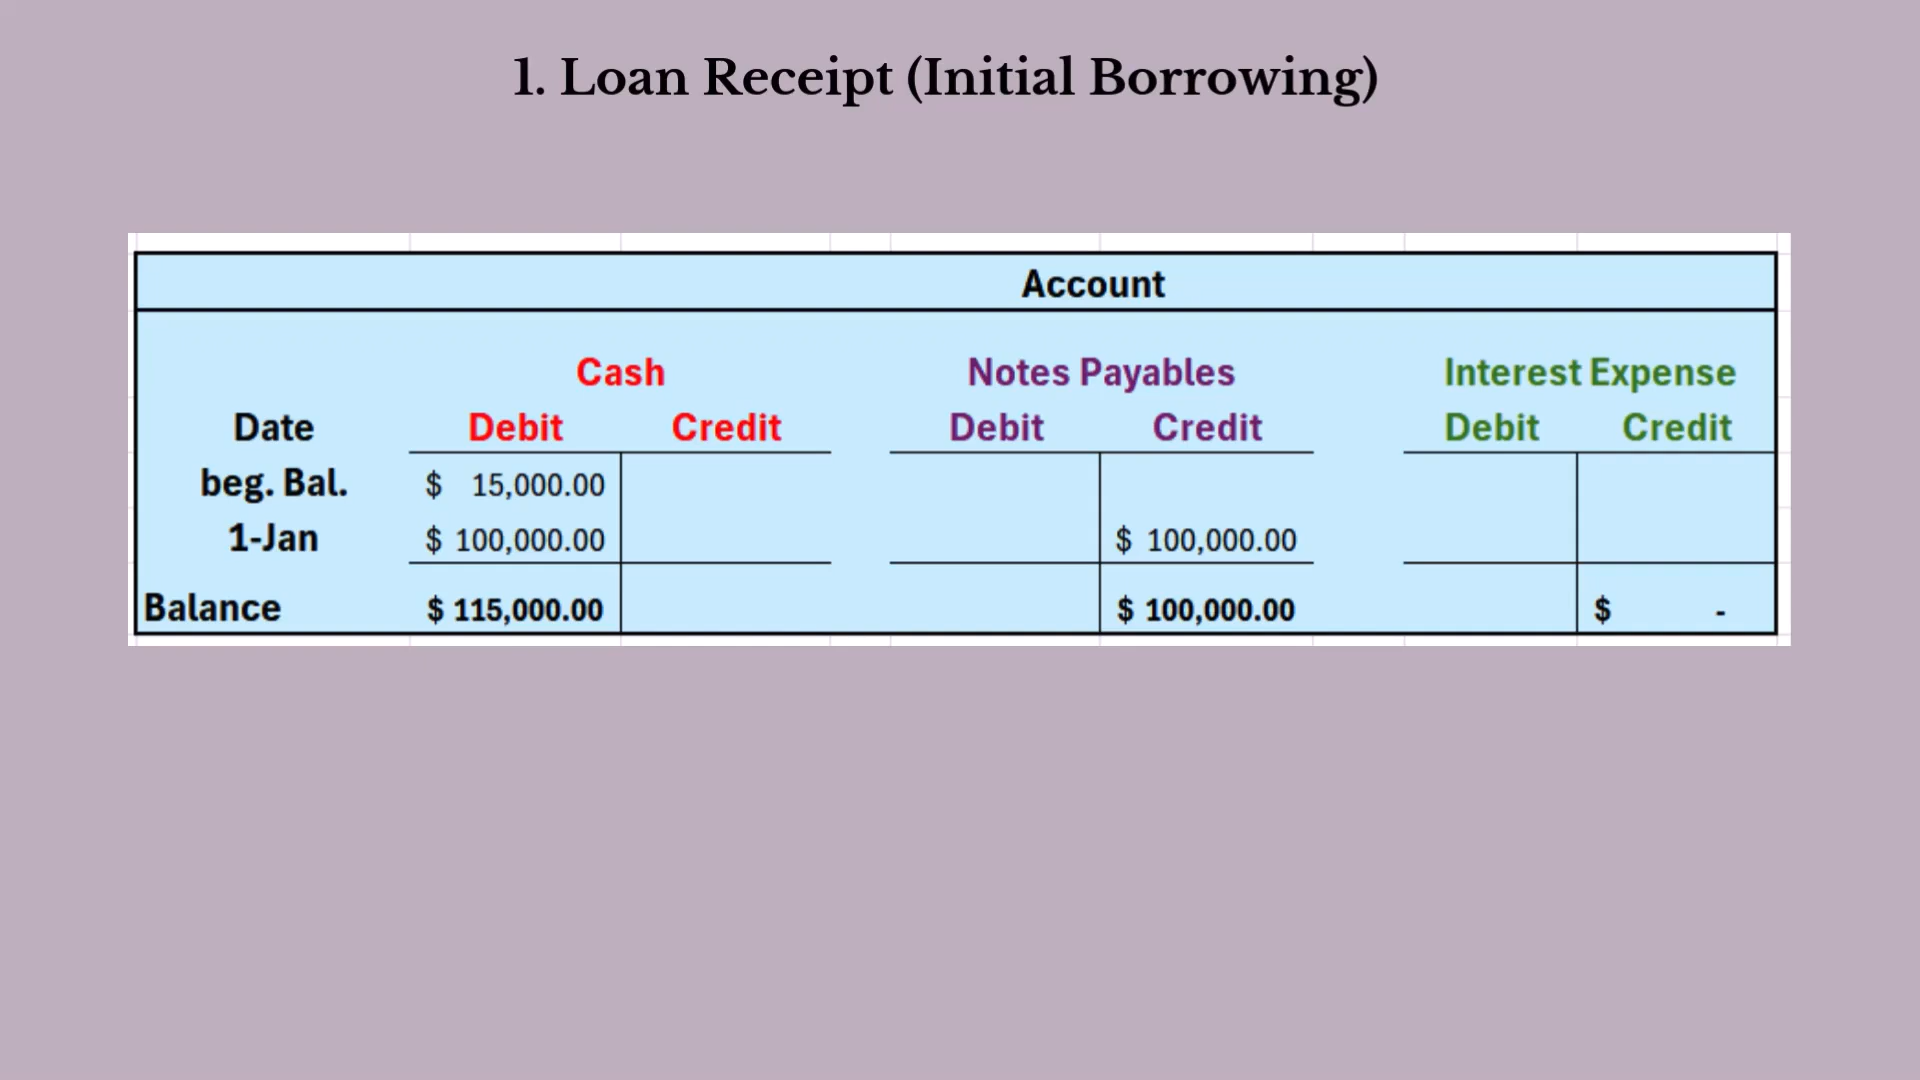 1. Loan Receipt (Initial Borrowing)
Account
Cash Notes Payables Interest Expense
Date Debit Credit Debit Credit Debit Credit
beg. Bal. $ 15,000.00
1-Jan $ 100,000.00 $ 100,000.00
Balance $ 115,000.00 $ 100,000.00 $ -